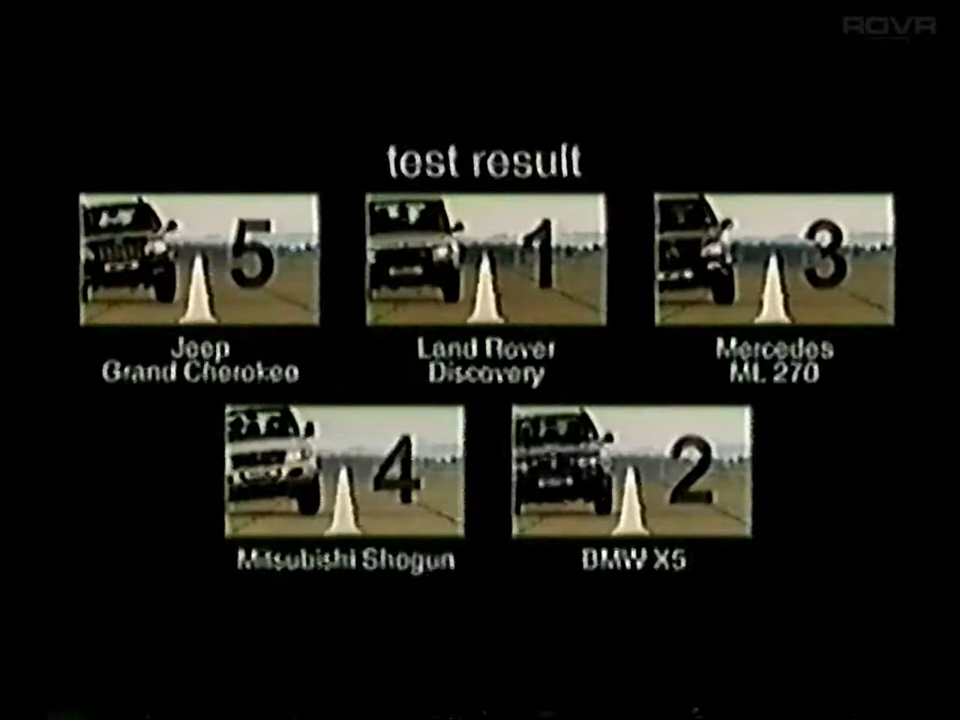 ROVR
test result
5
1
3
Jeep
Grand Cherokee
Land Rover
Discovery
Mercedes
ML 270
4
2
Mitsubishi Shogun
BMW X5